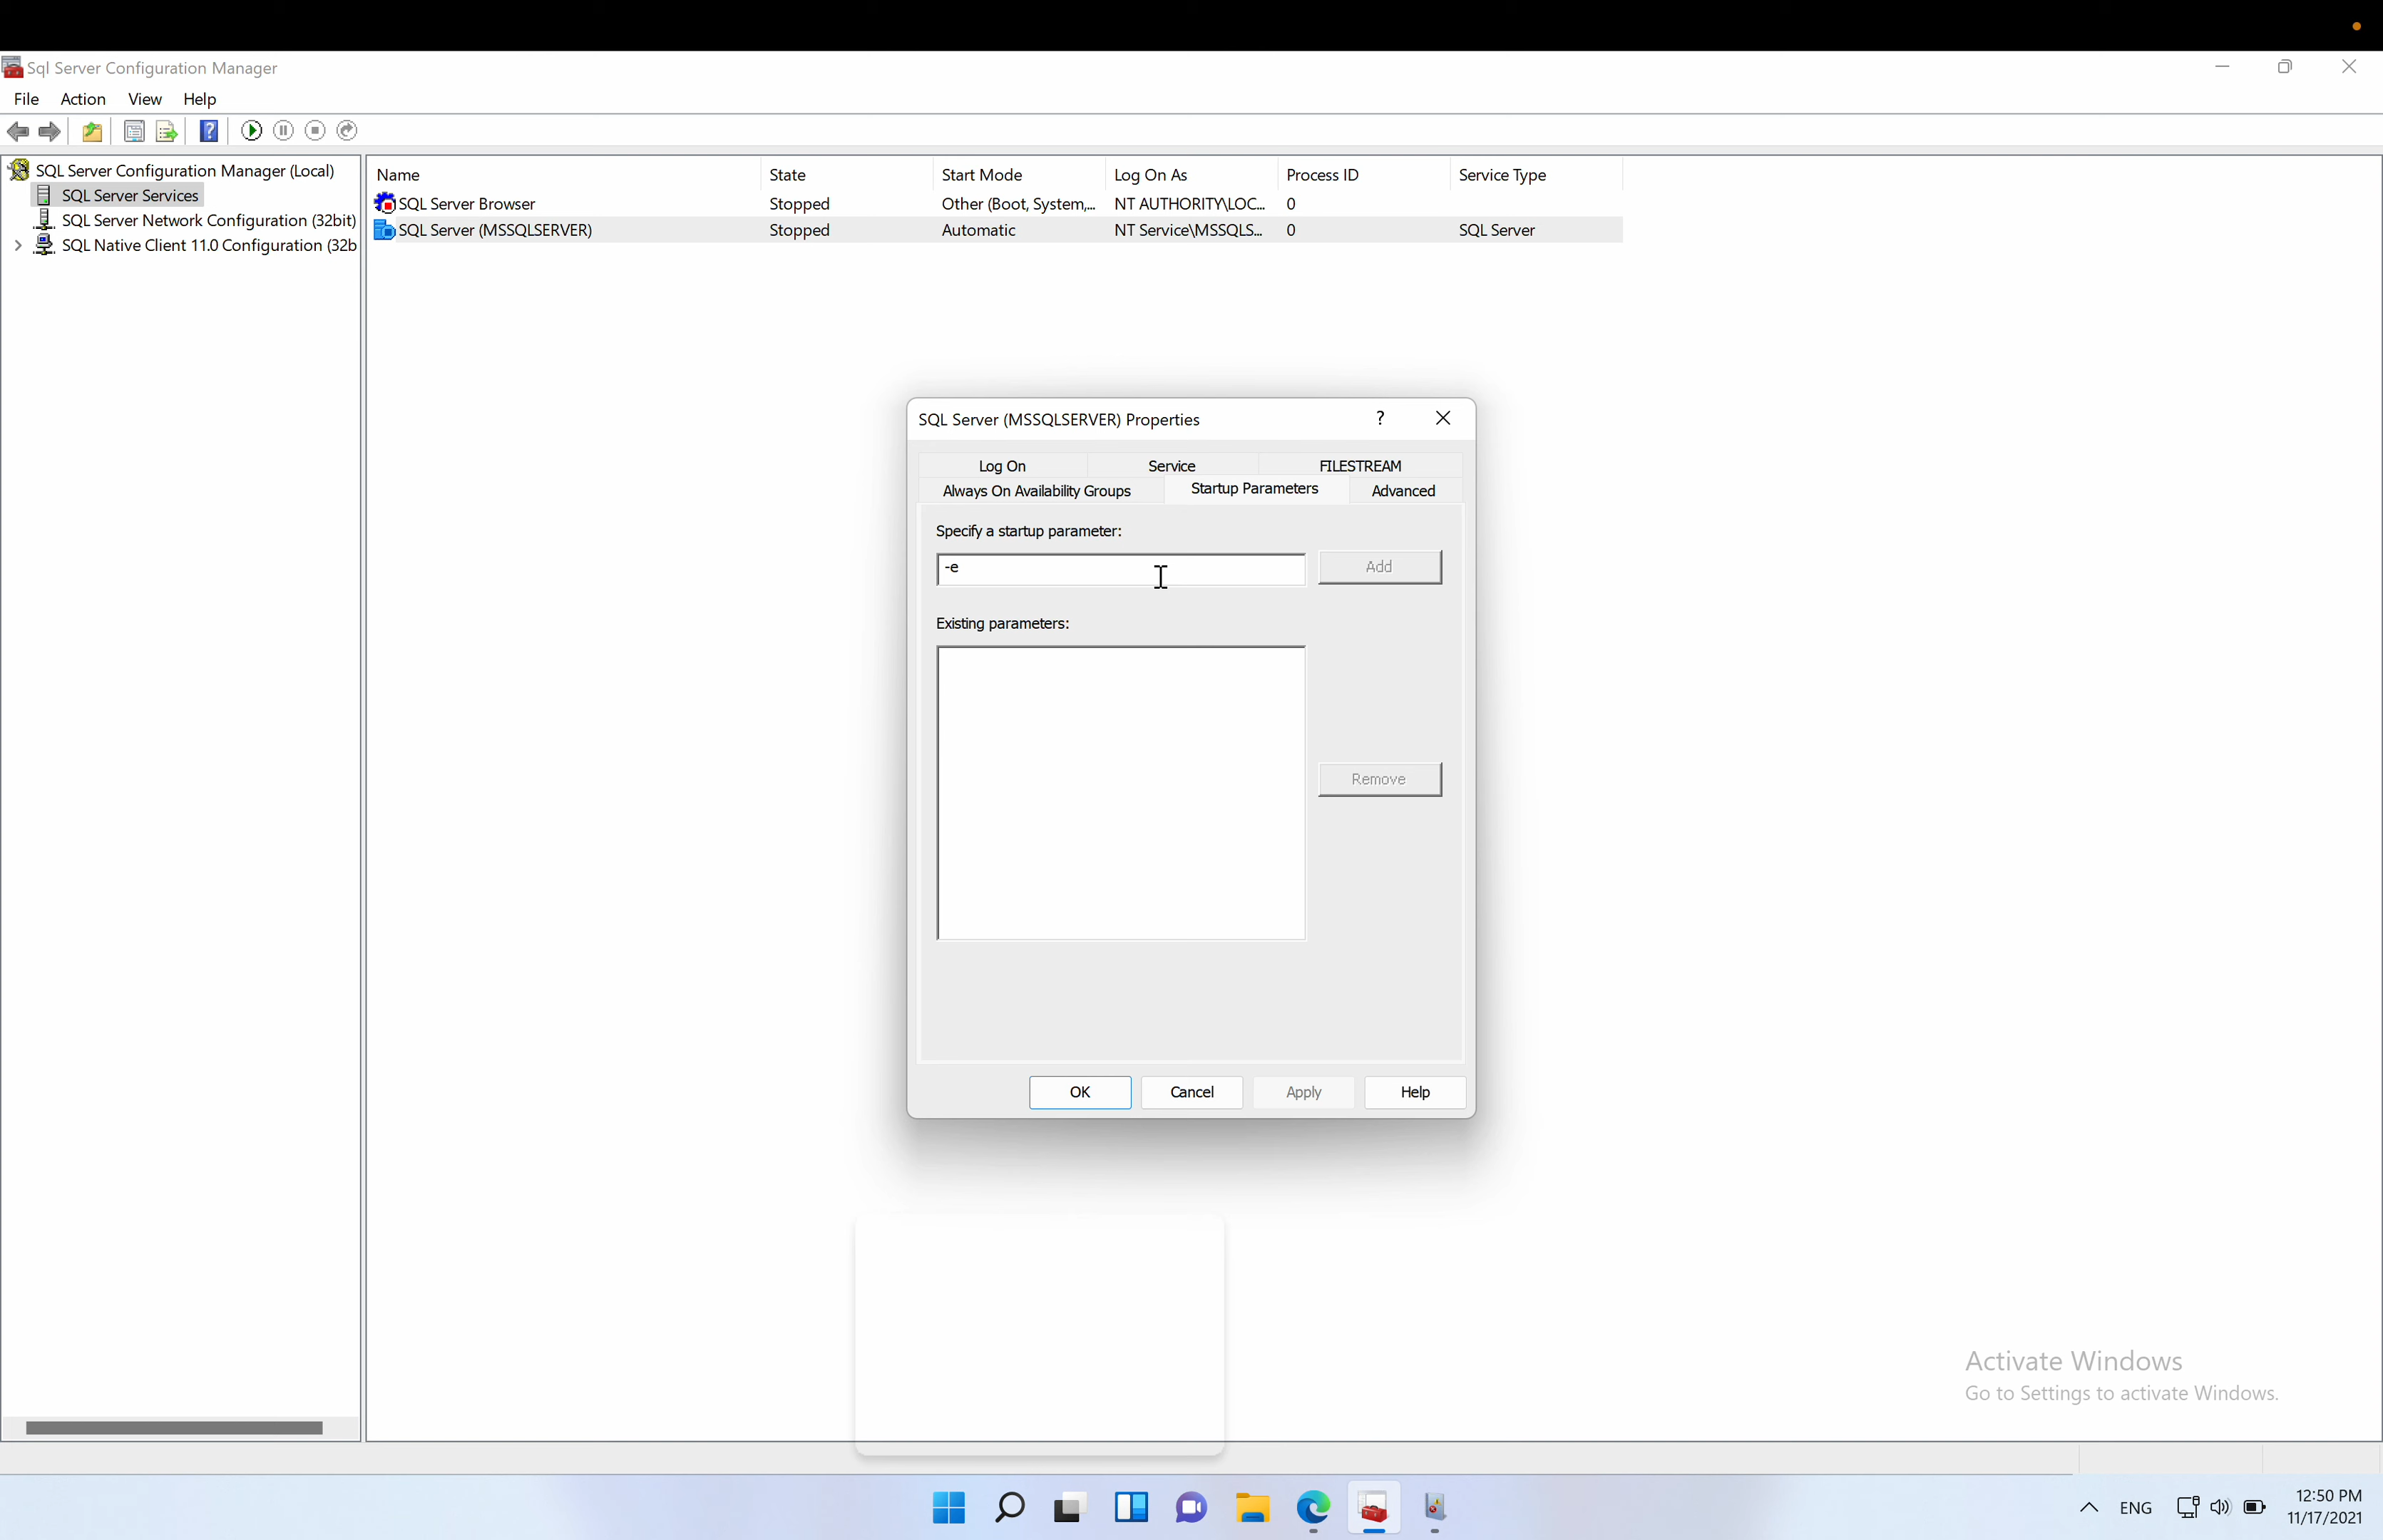 Sql Server Configuration Manager
File Action View Help
SQL Server Configuration Manager (Local)
SQL Server Services
SQL Server Network Configuration (32bit)
SQL Native Client 11.0 Configuration (32b
Name State Start Mode Log On As Process ID Service Type
SQL Server Browser Stopped Other (Boot, System,... NT AUTHORITY\LOC... 0
SQL Server (MSSQLSERVER) Stopped Automatic NT Service\MSSQLS... 0 SQL Server
SQL Server (MSSQLSERVER) Properties
Log On Service FILESTREAM
Always On Availability Groups Startup Parameters Advanced
Specify a startup parameter:
-e Add
Existing parameters:
Remove
OK Cancel Apply Help
Activate Windows
Go to Settings to activate Windows.
ENG
12:50 PM
11/17/2021